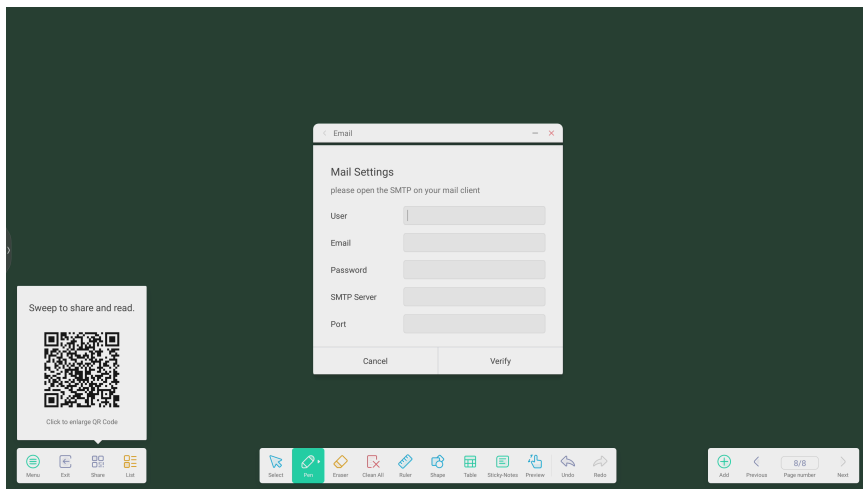 Email
Mail Settings
please open the SMTP on your mail client
User
Email
Password
SMTP Server
Port
Cancel Verify
Sweep to share and read.
Click to enlarge QR Code
Menu Exit Share List
Select Pen Eraser Clean All Ruler Shape Table Sticky-Notes Preview Undo Redo
8/8
Add Previous Page number Next